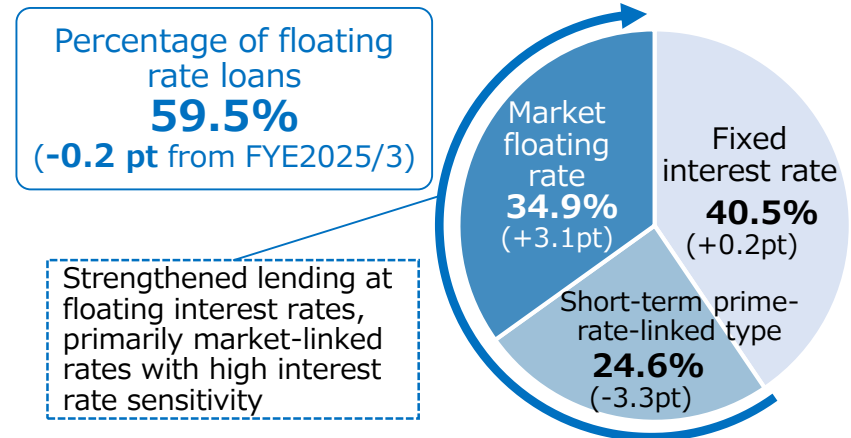 Percentage of floating
rate loans
59.5%
(-0.2 pt from FYE2025/3)
Strengthened lending at
floating interest rates,
primarily market-linked
rates with high interest
rate sensitivity
Market
floating
rate
34.9%
(+3.1pt)
Fixed
interest rate
40.5%
(+0.2pt)
Short-term prime-
rate-linked type
24.6%
(-3.3pt)